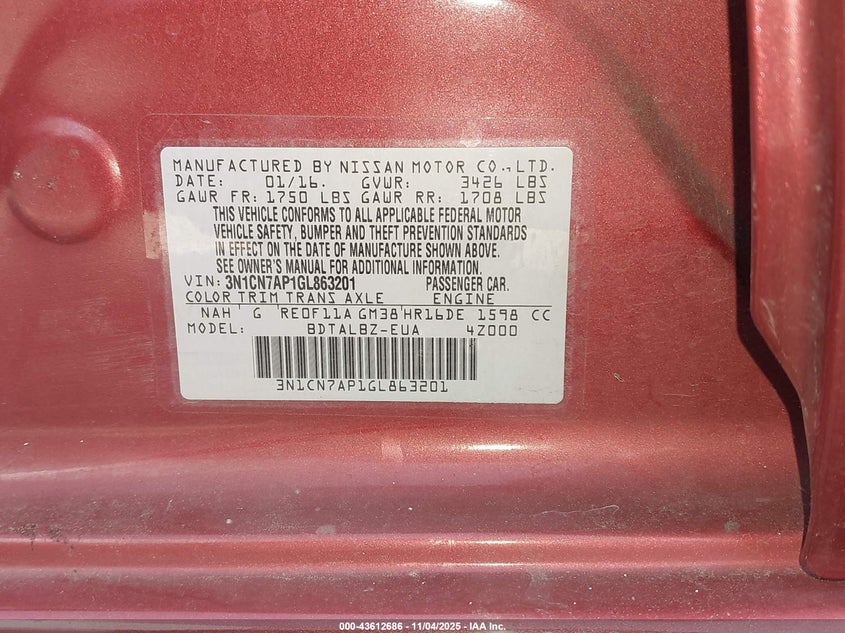 MANUFACTURED BY NISSAN MOTOR CO., LTD.
DATE: 01/16. GVWR: 3426 LBS
GAWR FR: 1750 LBS GAWR RR: 1708 LBS
THIS VEHICLE CONFORMS TO ALL APPLICABLE FEDERAL MOTOR
VEHICLE SAFETY, BUMPER AND THEFT PREVENTION STANDARDS
IN EFFECT ON THE DATE OF MANUFACTURE SHOWN ABOVE.
SEE OWNER'S MANUAL FOR ADDITIONAL INFORMATION.
VIN: 3N1CN7AP1GL863201 PASSENGER CAR.
COLOR TRIM TRANS AXLE ENGINE
NAH G RE0F11A GM38 HR16DE 1598 CC
MODEL: BDTALBZ-EUA 4Z000
3N1CN7AP1GL863201
000-43612686 - 11/04/2025 - IAA Inc.